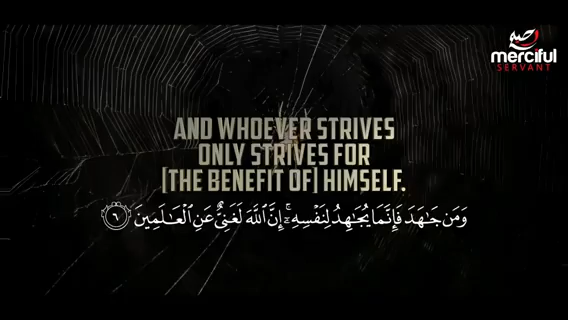 merciful
SERVANT
AND WHOEVER STRIVES
ONLY STRIVES FOR
[THE BENEFIT OF] HIMSELF.
وَمَن جَـٰهَدَ فَإِنَّمَا يُجَـٰهِدُ لِنَفْسِهِۦٓ ۚ إِنَّ ٱللَّهَ لَغَنِىٌّ عَنِ ٱلْعَـٰلَمِينَ ٦